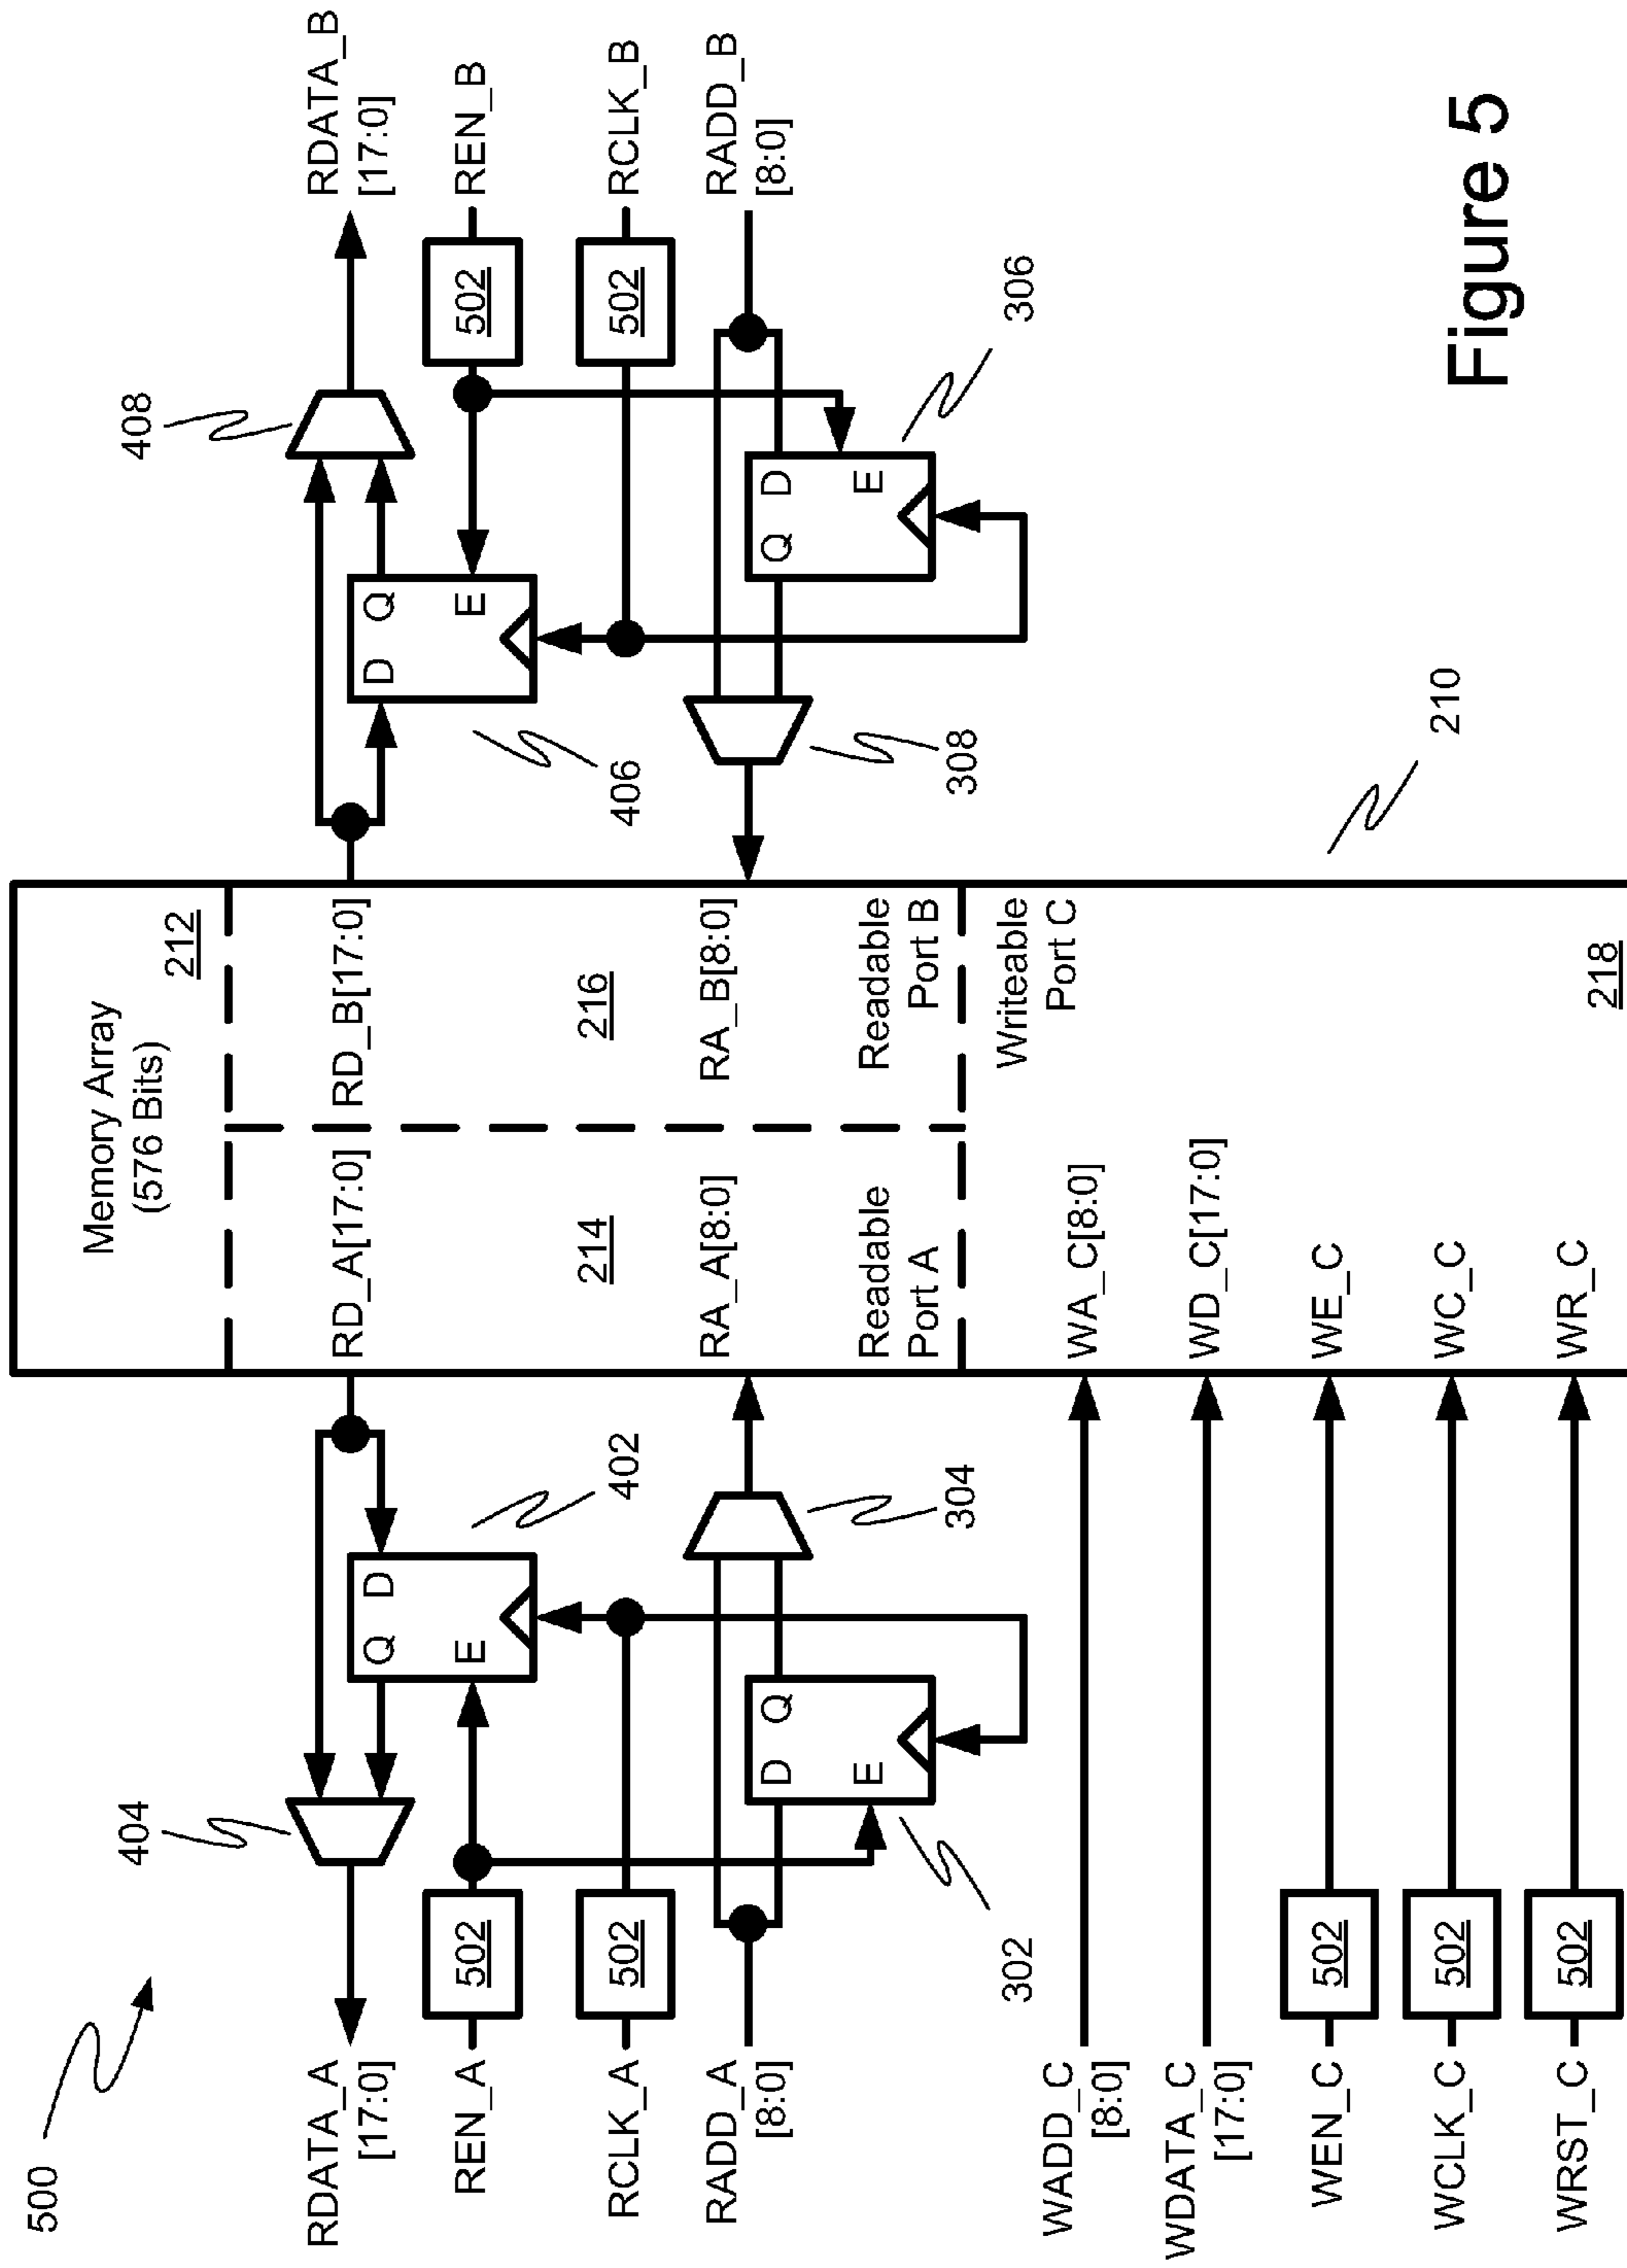 500
RDATA_A
[17:0]
REN_A
RCLK_A
RADD_A
[8:0]
WADD_C
[8:0]
WDATA_C
[17:0]
WEN_C
WCLK_C
WRST_C
404
502
502
302
502
502
502
D
Q
E
Q
D
E
402
304
Memory Array
(576 Bits)
212
RD_A[17:0]
RD_B[17:0]
214
216
RA_A[8:0]
RA_B[8:0]
Readable
Port A
Readable
Port B
Writeable
Port C
WA_C[8:0]
WD_C[17:0]
WE_C
WC_C
WR_C
218
210
406
308
D
Q
E
Q
D
E
408
502
502
306
RDATA_B
[17:0]
REN_B
RCLK_B
RADD_B
[8:0]
Figure 5